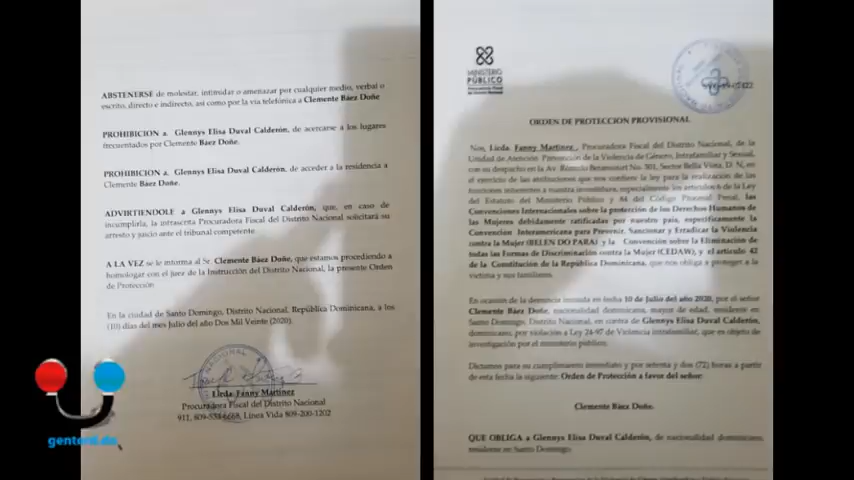 ABSTENERSE de molestar, intimidar o amenazar por cualquier medio, verbal o
escrito, directo e indirecto, así como por la vía telefónica a Clemente Báez Doñe
PROHIBICION a. Glennys Elisa Duval Calderón, de acercarse a los lugares
frecuentados por Clemente Báez Doñe.
PROHIBICION a Glennys Elisa Duval Calderón, de acceder a la residencia a
Clemente Báez Doñe.
ADVIRTIENDOLE a Glennys Elisa Duval Calderón, que, en caso de
incumplirla, la infrascrita Procuradora Fiscal del Distrito Nacional solicitará su
arresto y juicio ante el tribunal competente.
A LA VEZ se le informa al Sr. Clemente Báez Doñe, que estamos procediendo a
homologar con el juez de la Instrucción del Distrito Nacional, la presente Orden
de Protección
En la ciudad de Santo Domingo, Distrito Nacional, República Dominicana, a los
(10) días del mes Julio del año Dos Mil Veinte (2020)
NACIONAL
Licda. Fanny Martínez
Procuradora Fiscal del Distrito Nacional
911, Línea Vida 809-200-1202
MINISTERIO
PÚBLICO
ORDEN DE PROTECCION PROVISIONAL
Nos, Licda. Fanny Martínez, Procuradora Fiscal del Distrito Nacional, de la
Unidad de Atención Prevención de la Violencia de Género, Intrafamiliar y Sexual,
con su despacho en la Av. Rómulo Betancourt No. 301, Sector Bella Vista, D. N, en
el ejercicio de las atribuciones que nos confiere la ley para la realización de las
funciones inherentes a nuestra investidura, especialmente los artículos 6 de la Ley
del Estatuto del Ministerio Público y 84 del Código Procesal Penal, las
Convenciones Internacionales sobre la protección de los Derechos Humanos de
las Mujeres debidamente ratificadas por nuestro país, específicamente la
Convención Interamericana para Prevenir, Sancionar y Erradicar la Violencia
contra la Mujer (BELEN DO PARA) y la Convención sobre la Eliminación de
todas las Formas de Discriminación contra la Mujer (CEDAW), y el artículo 42
de la Constitución de la República Dominicana, que nos obliga a proteger a la
víctima y sus familiares.
En ocasión de la denuncia iniciada en fecha 10 de Julio del año 2020, por el señor
Clemente Báez Doñe, nacionalidad dominicana, mayor de edad, residente en
Santo Domingo, Distrito Nacional, en contra de Glennys Elisa Duval Calderón,
dominicano, por violación a Ley 24-97 de Violencia intrafamiliar, que es objeto de
investigación por el ministerio público.
Dictamos para su cumplimiento inmediato y por setenta y dos (72) horas a partir
de esta fecha la siguiente: Orden de Protección a favor del señor:
Clemente Báez Doñe.
QUE OBLIGA a Glennys Elisa Duval Calderón, de nacionalidad dominicano,
residente en Santo Domingo